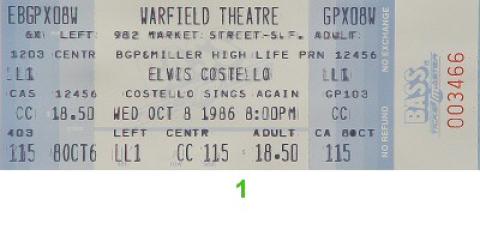 EBGPX08W WARFIELD THEATRE GPX08W
6X LEFT 982 MARKET STREET-S.F. ADULT
1203 CENTR BGP&MILLER HIGH LIFE PRN 12456
LL1 ELVIS COSTELLO LL1
CAS 12456 COSTELLO SINGS AGAIN GP103
CC 18.50 WED OCT 8 1986 8:00PM CC
403 LEFT CENTR ADULT CA 8OCT
115 8OCT6 LL1 CC 115 18.50 115
NO REFUND NO EXCHANGE
BASS
003466
1